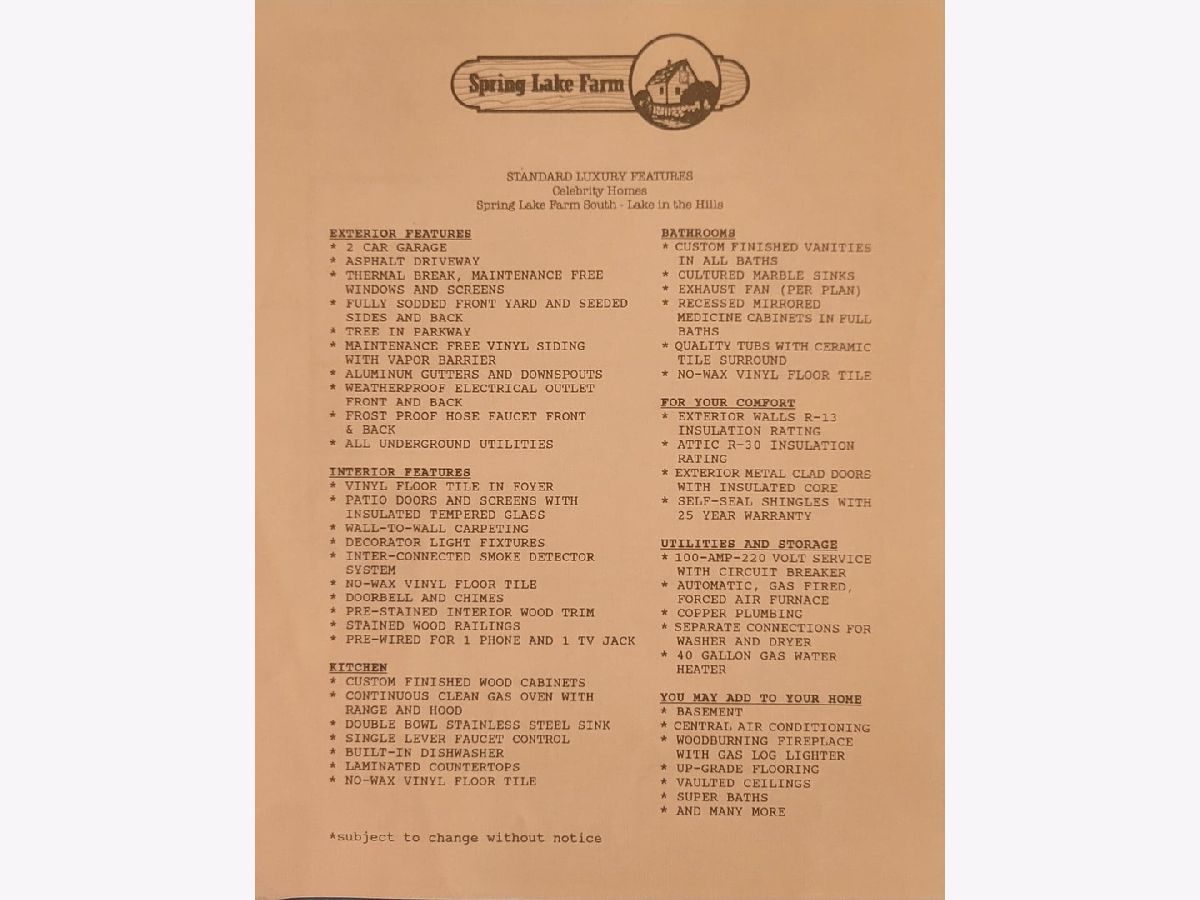 Spring Lake Farm
STANDARD LUXURY FEATURES
Celebrity Homes
Spring Lake Farm South - Lake in the Hills
EXTERIOR FEATURES
* 2 CAR GARAGE
* ASPHALT DRIVEWAY
* THERMAL BREAK, MAINTENANCE FREE
WINDOWS AND SCREENS
* FULLY SODDED FRONT YARD AND SEEDED
SIDES AND BACK
* TREE IN PARKWAY
* MAINTENANCE FREE VINYL SIDING
WITH VAPOR BARRIER
* ALUMINUM GUTTERS AND DOWNSPOUTS
* WEATHERPROOF ELECTRICAL OUTLET
FRONT AND BACK
* FROST PROOF HOSE FAUCET FRONT
& BACK
* ALL UNDERGROUND UTILITIES
INTERIOR FEATURES
* VINYL FLOOR TILE IN FOYER
* PATIO DOORS AND SCREENS WITH
INSULATED TEMPERED GLASS
* WALL-TO-WALL CARPETING
* DECORATOR LIGHT FIXTURES
* INTER-CONNECTED SMOKE DETECTOR
SYSTEM
* NO-WAX VINYL FLOOR TILE
* DOORBELL AND CHIMES
* PRE-STAINED INTERIOR WOOD TRIM
* STAINED WOOD RAILINGS
* PRE-WIRED FOR 1 PHONE AND 1 TV JACK
KITCHEN
* CUSTOM FINISHED WOOD CABINETS
* CONTINUOUS CLEAN GAS OVEN WITH
RANGE AND HOOD
* DOUBLE BOWL STAINLESS STEEL SINK
* SINGLE LEVER FAUCET CONTROL
* BUILT-IN DISHWASHER
* LAMINATED COUNTERTOPS
* NO-WAX VINYL FLOOR TILE
BATHROOMS
* CUSTOM FINISHED VANITIES
IN ALL BATHS
* CULTURED MARBLE SINKS
* EXHAUST FAN (PER PLAN)
* RECESSED MIRRORED
MEDICINE CABINETS IN FULL
BATHS
* QUALITY TUBS WITH CERAMIC
TILE SURROUND
* NO-WAX VINYL FLOOR TILE
FOR YOUR COMFORT
* EXTERIOR WALLS R-13
INSULATION RATING
* ATTIC R-30 INSULATION
RATING
* EXTERIOR METAL CLAD DOORS
WITH INSULATED CORE
* SELF-SEAL SHINGLES WITH
25 YEAR WARRANTY
UTILITIES AND STORAGE
* 100-AMP-220 VOLT SERVICE
WITH CIRCUIT BREAKER
* AUTOMATIC, GAS FIRED,
FORCED AIR FURNACE
* COPPER PLUMBING
* SEPARATE CONNECTIONS FOR
WASHER AND DRYER
* 40 GALLON GAS WATER
HEATER
YOU MAY ADD TO YOUR HOME
* BASEMENT
* CENTRAL AIR CONDITIONING
* WOODBURNING FIREPLACE
WITH GAS LOG LIGHTER
* UP-GRADE FLOORING
* VAULTED CEILINGS
* SUPER BATHS
* AND MANY MORE
*subject to change without notice